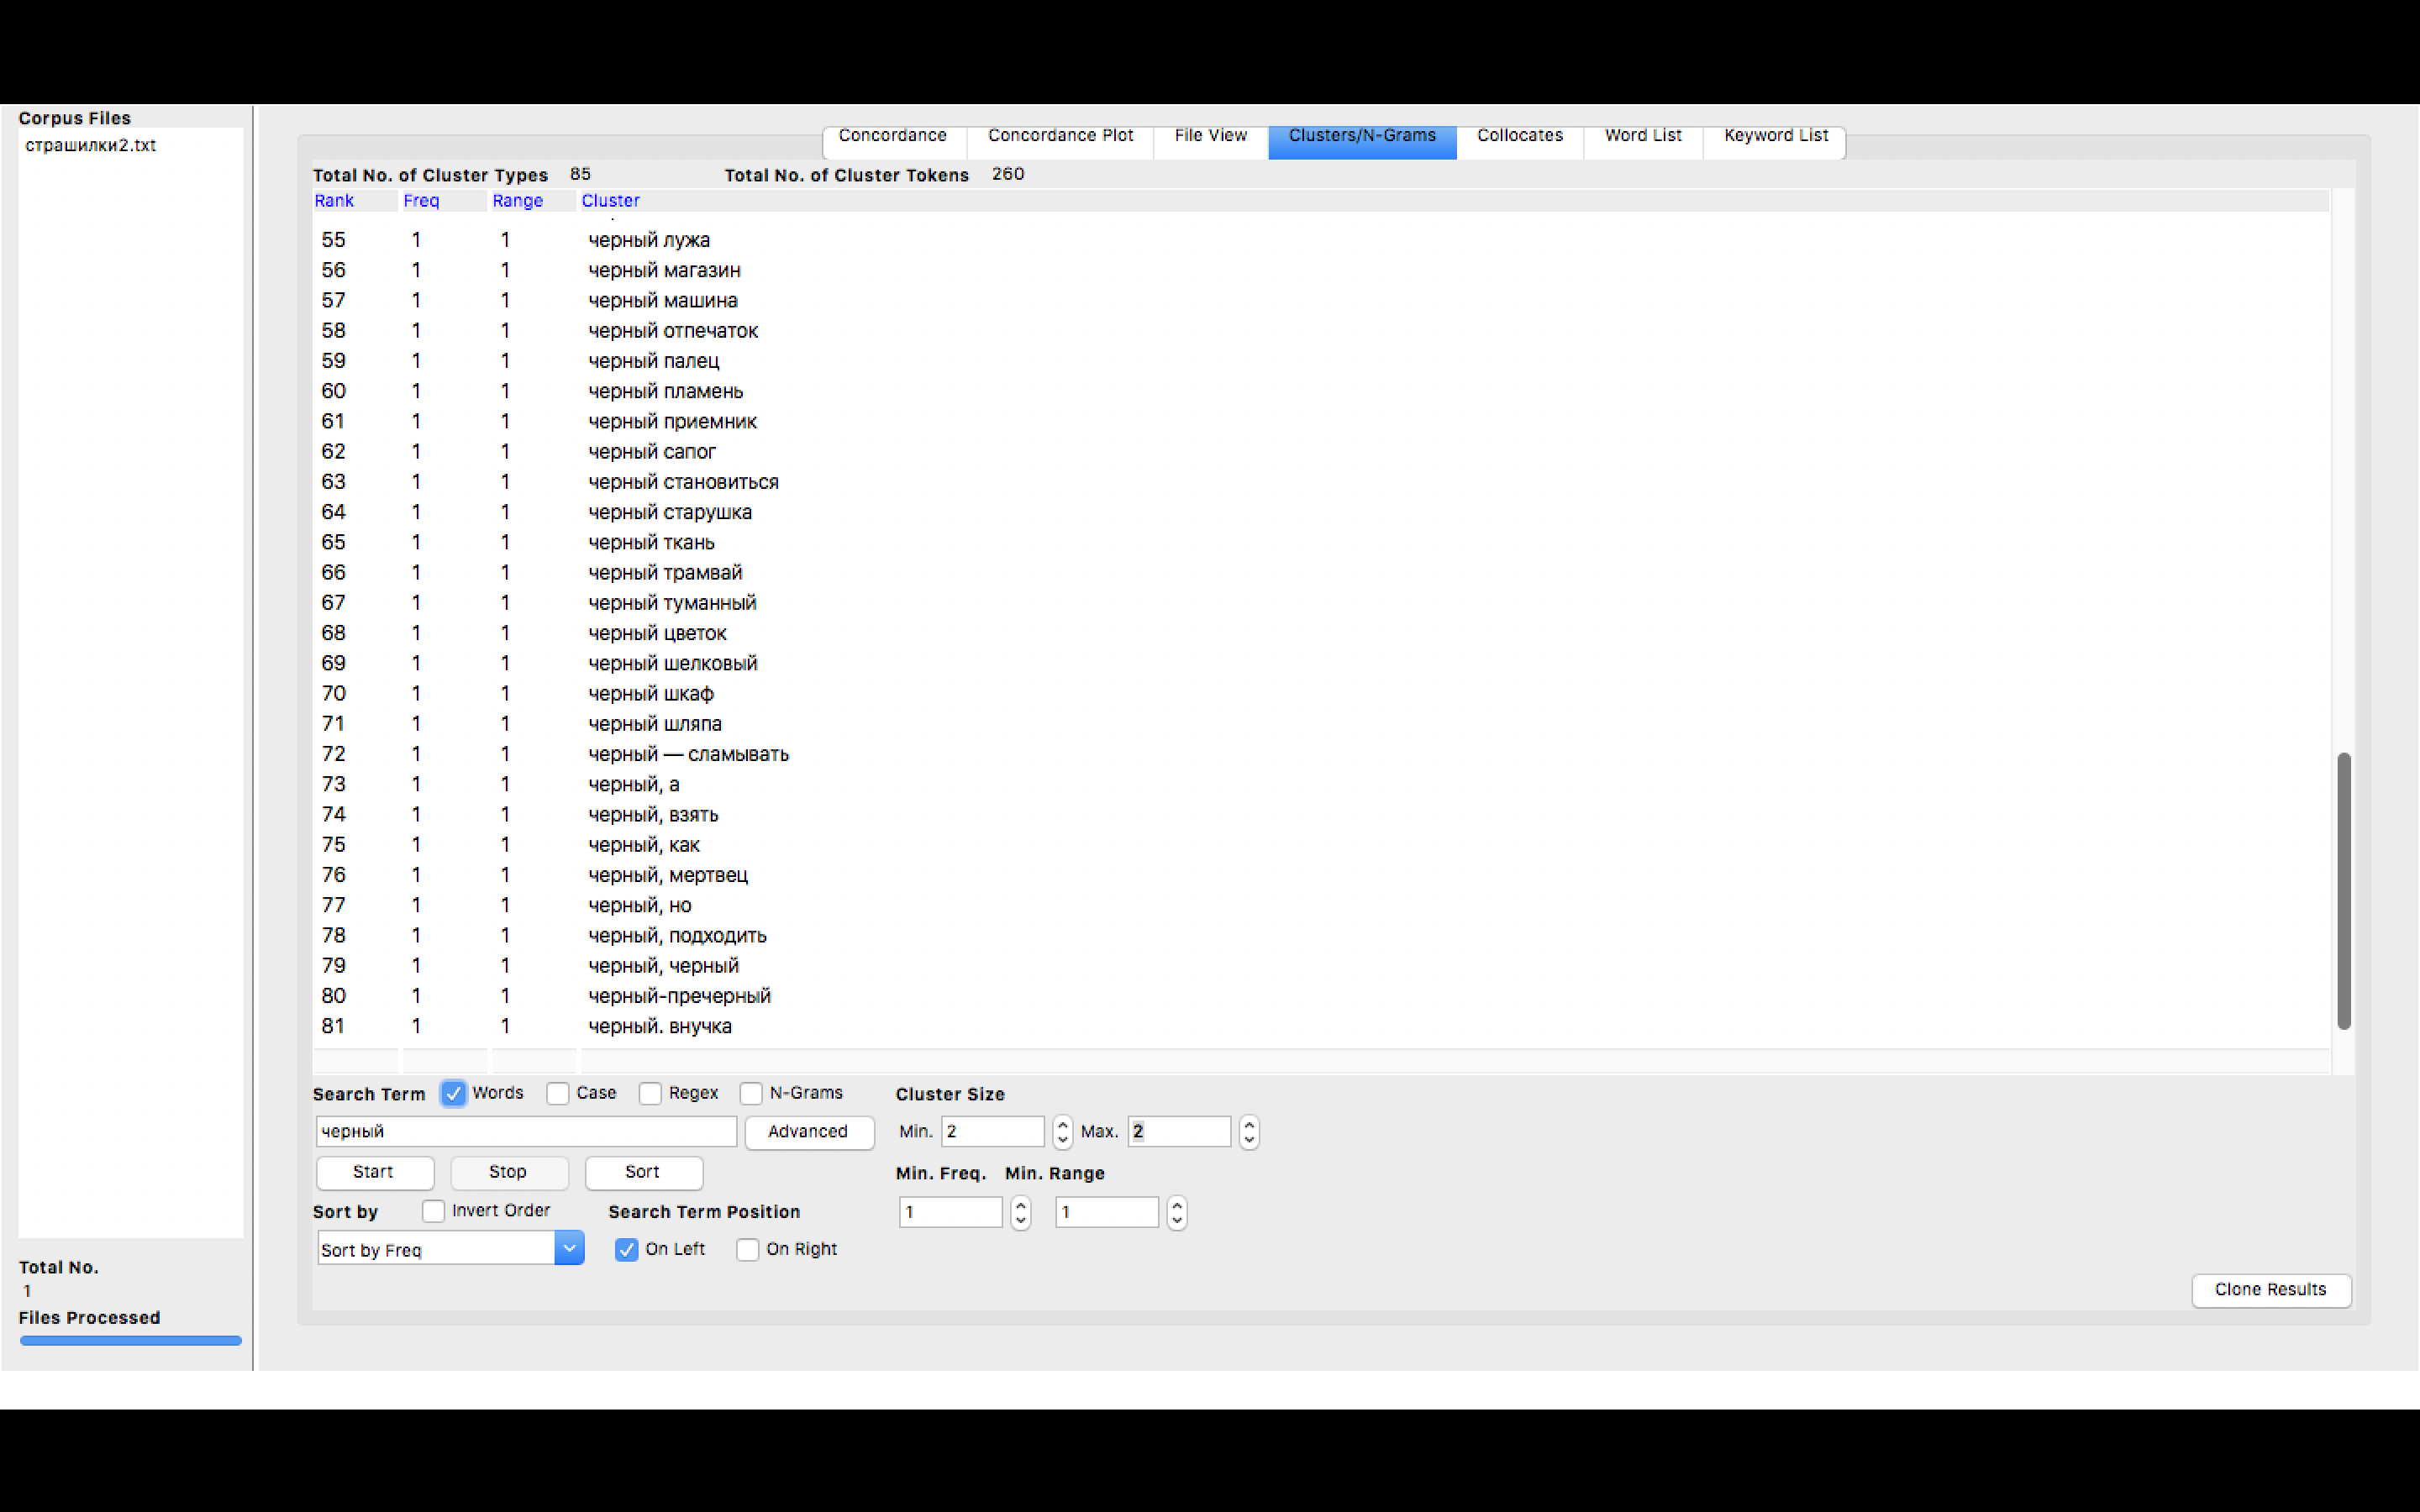 Corpus Files
страшилки2.txt
Concordance Concordance Plot File View Clusters/N-Grams Collocates Word List Keyword List
Total No. of Cluster Types 85 Total No. of Cluster Tokens 260
Rank Freq Range Cluster
55 1 1 черный лужа
56 1 1 черный магазин
57 1 1 черный машина
58 1 1 черный отпечаток
59 1 1 черный палец
60 1 1 черный пламень
61 1 1 черный приемник
62 1 1 черный сапог
63 1 1 черный становиться
64 1 1 черный старушка
65 1 1 черный ткань
66 1 1 черный трамвай
67 1 1 черный туманный
68 1 1 черный цветок
69 1 1 черный шелковый
70 1 1 черный шкаф
71 1 1 черный шляпа
72 1 1 черный — сламывать
73 1 1 черный, а
74 1 1 черный, взять
75 1 1 черный, как
76 1 1 черный, мертвец
77 1 1 черный, но
78 1 1 черный, подходить
79 1 1 черный, черный
80 1 1 черный-пречерный
81 1 1 черный. внучка
Search Term Words Case Regex N-Grams Cluster Size
черный Advanced Min. 2 Max. 2
Start Stop Sort Min. Freq. Min. Range
Sort by Invert Order Search Term Position 1 1
Sort by Freq On Left On Right
Total No.
1
Files Processed
Clone Results